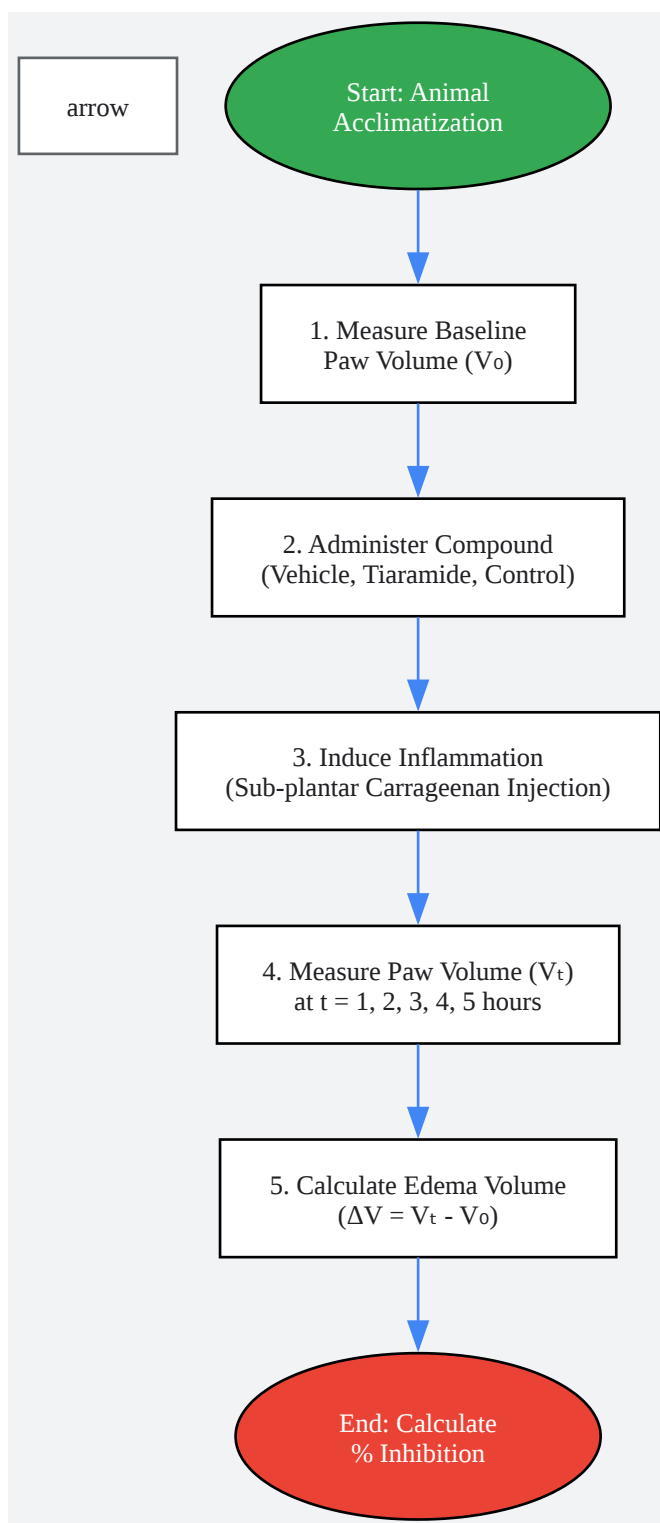 arrow
Start: Animal
Acclimatization
1. Measure Baseline
Paw Volume (V₀)
2. Administer Compound
(Vehicle, Tiaramide, Control)
3. Induce Inflammation
(Sub-plantar Carrageenan Injection)
4. Measure Paw Volume (Vₜ)
at t = 1, 2, 3, 4, 5 hours
5. Calculate Edema Volume
(ΔV = Vₜ - V₀)
End: Calculate
% Inhibition